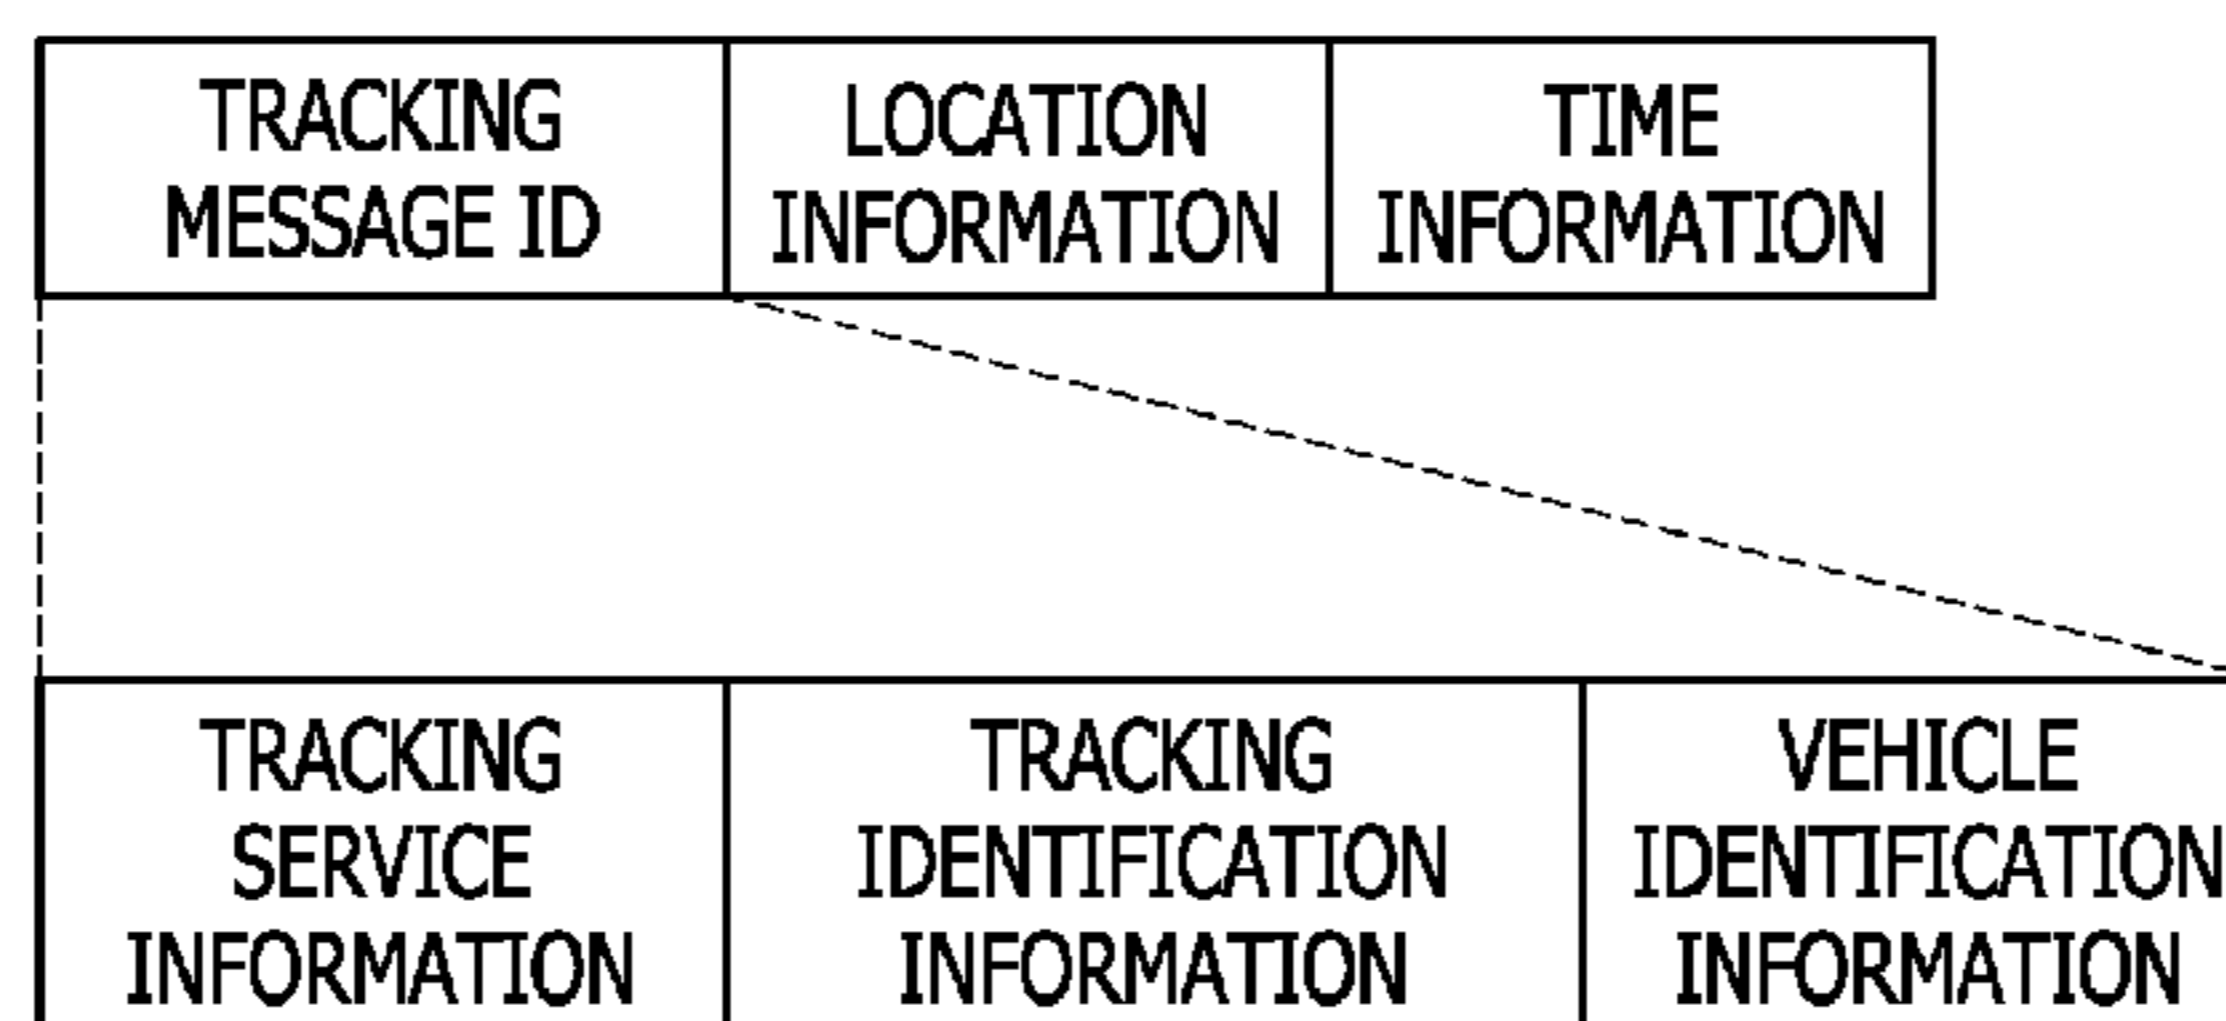 TRACKING
MESSAGE ID
LOCATION
INFORMATION
TIME
INFORMATION
TRACKING
SERVICE
INFORMATION
TRACKING
IDENTIFICATION
INFORMATION
VEHICLE
IDENTIFICATION
INFORMATION